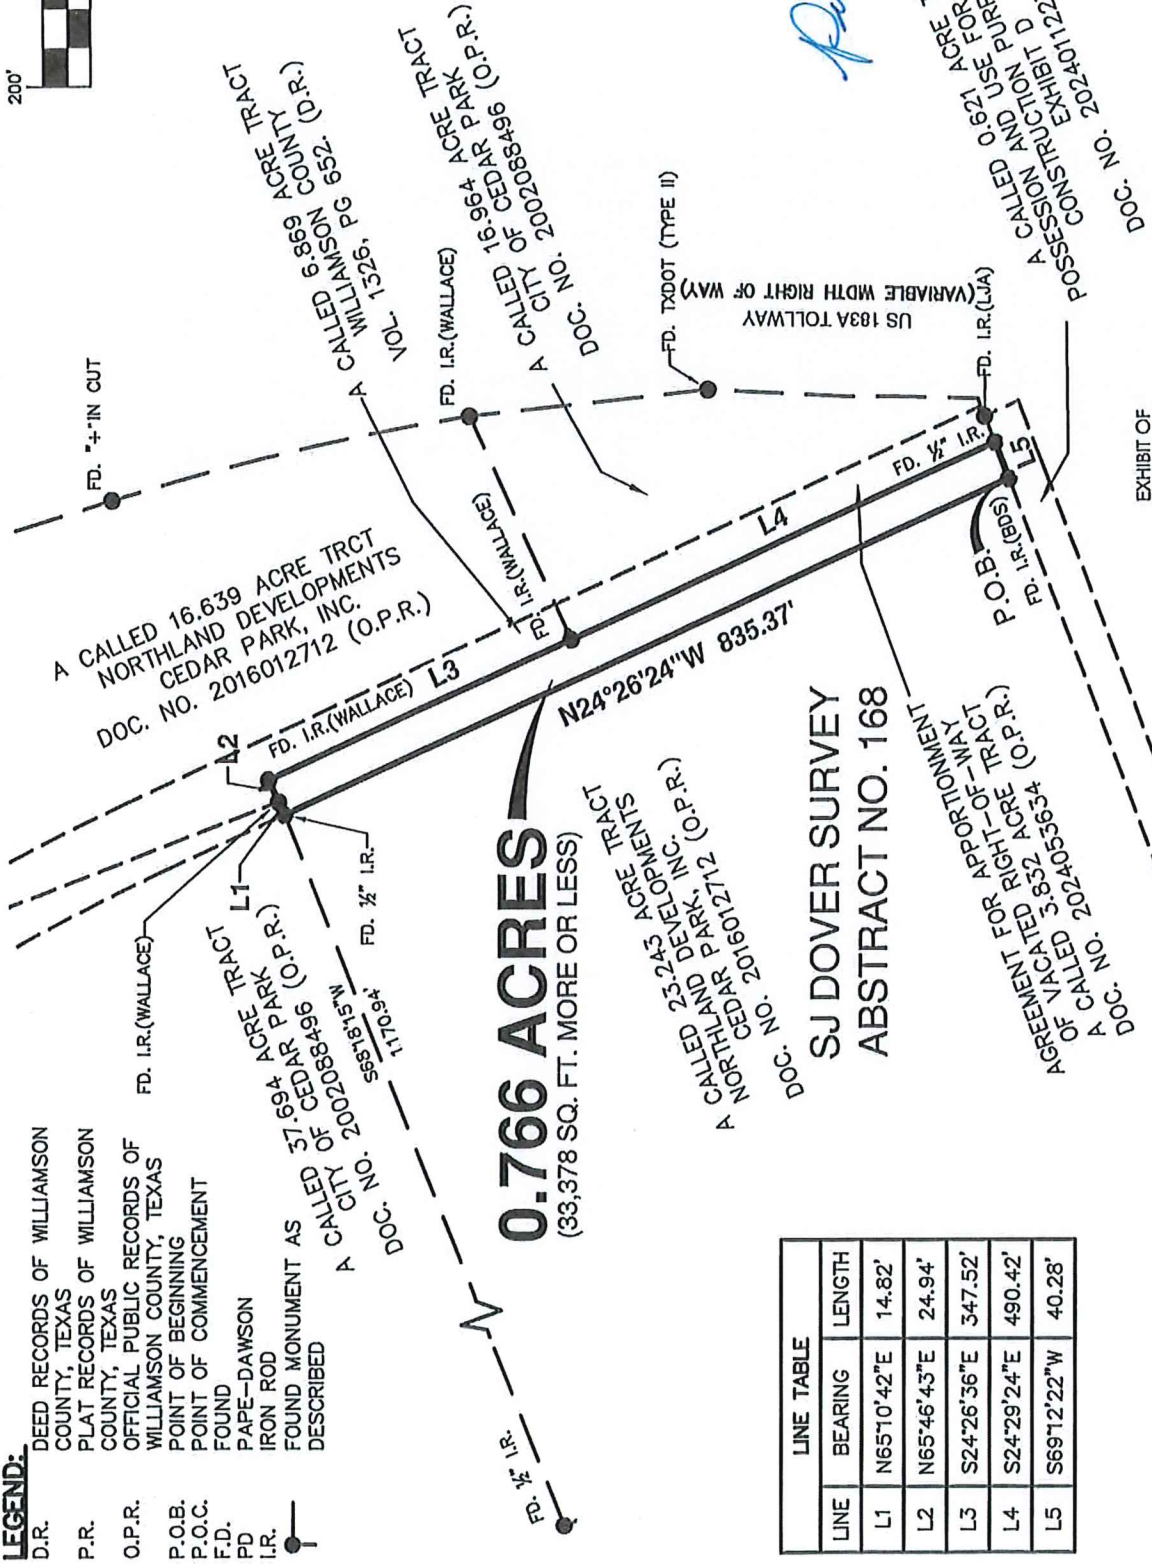 LEGEND:
D.R. DEED RECORDS OF WILLIAMSON
COUNTY, TEXAS
P.R. PLAT RECORDS OF WILLIAMSON
COUNTY, TEXAS
O.P.R. OFFICIAL PUBLIC RECORDS OF
WILLIAMSON COUNTY, TEXAS
P.O.B. POINT OF BEGINNING
P.O.C. POINT OF COMMENCEMENT
F.D. FOUND
PD PAPE-DAWSON
I.R. IRON ROD
FOUND MONUMENT AS
DESCRIBED
200'
FD. "+"IN CUT
A CALLED 16.639 ACRE TRCT
NORTHLAND DEVELOPMENTS
CEDAR PARK, INC.
DOC. NO. 2016012712 (O.P.R.)
A CALLED 6.869 ACRE TRACT
WILLIAMSON COUNTY
VOL. 1326, PG 652. (D.R.)
FD. I.R.(WALLACE)
A CALLED 16.964 ACRE TRACT
CITY OF CEDAR PARK
DOC. NO. 2002088496 (O.P.R.)
FD. TXDOT (TYPE II)
US 183A TOLLWAY
(VARIABLE WIDTH RIGHT OF WAY)
FD. I.R.(LJA)
A CALLED 0.621 ACRE
POSSESSION AND USE FOR
CONSTRUCTION
EXHIBIT D
DOC. NO.
FD. I.R.(WALLACE)
L1
L2
FD. I.R.(WALLACE)
L3
FD. I.R.(WALLACE)
L4
FD. ½" I.R.
L5
FD. ½" I.R.
A CALLED 37.694 ACRE TRACT
CITY OF CEDAR PARK
DOC. NO. 2002088496 (O.P.R.)
S68°18'15"W
1,170.94'
FD. ½" I.R.
N24°26'24"W 835.37'
P.O.B.
FD. I.R.(BDS)
0.766 ACRES
(33,378 SQ. FT. MORE OR LESS)
A CALLED 23.243 ACRE TRACT
NORTHLAND DEVELOPMENTS
CEDAR PARK, INC.
DOC. NO. 2016012712 (O.P.R.)
SJ DOVER SURVEY
ABSTRACT NO. 168
AGREEMENT FOR APPORTIONMENT
OF VACATED RIGHT-OF-WAY
A CALLED 3.832 ACRE TRACT
DOC. NO. 2024053634 (O.P.R.)
LINE TABLE
LINE BEARING LENGTH
L1 N65°10'42"E 14.82'
L2 N65°46'43"E 24.94'
L3 S24°26'36"E 347.52'
L4 S24°29'24"E 490.42'
L5 S69°12'22"W 40.28'
EXHIBIT OF